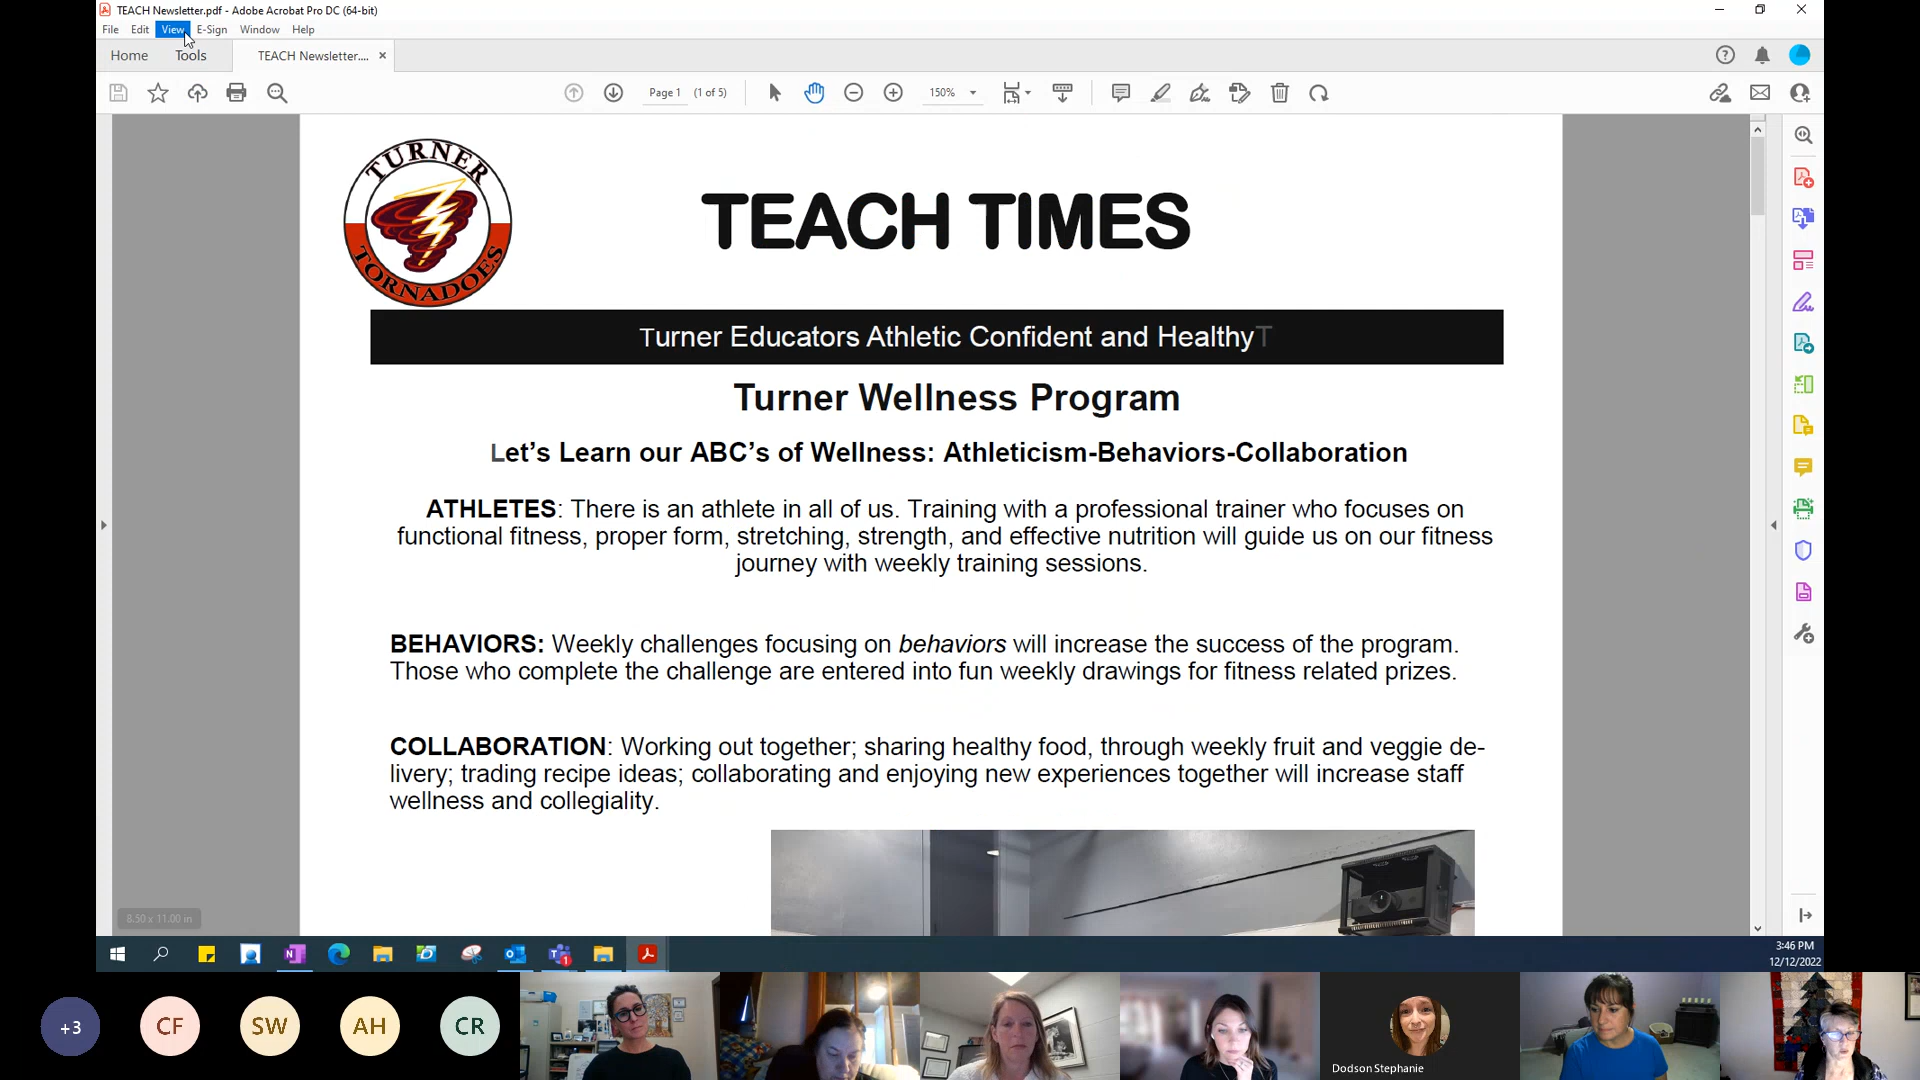 TEACH Newsletter.pdf - Adobe Acrobat Pro DC (64-bit)
File Edit View E-Sign Window Help
Home Tools TEACH Newsletter....
Page 1 (1 of 5) 150%
TURNER
TORNADOES
TEACH TIMES
Turner Educators Athletic Confident and HealthyT
Turner Wellness Program
Let’s Learn our ABC’s of Wellness: Athleticism-Behaviors-Collaboration
ATHLETES: There is an athlete in all of us. Training with a professional trainer who focuses on
functional fitness, proper form, stretching, strength, and effective nutrition will guide us on our fitness
journey with weekly training sessions.
BEHAVIORS: Weekly challenges focusing on behaviors will increase the success of the program.
Those who complete the challenge are entered into fun weekly drawings for fitness related prizes.
COLLABORATION: Working out together; sharing healthy food, through weekly fruit and veggie de-
livery; trading recipe ideas; collaborating and enjoying new experiences together will increase staff
wellness and collegiality.
8.50 x 11.00 in
3:46 PM
12/12/2022
+3 CF SW AH CR
Dodson Stephanie